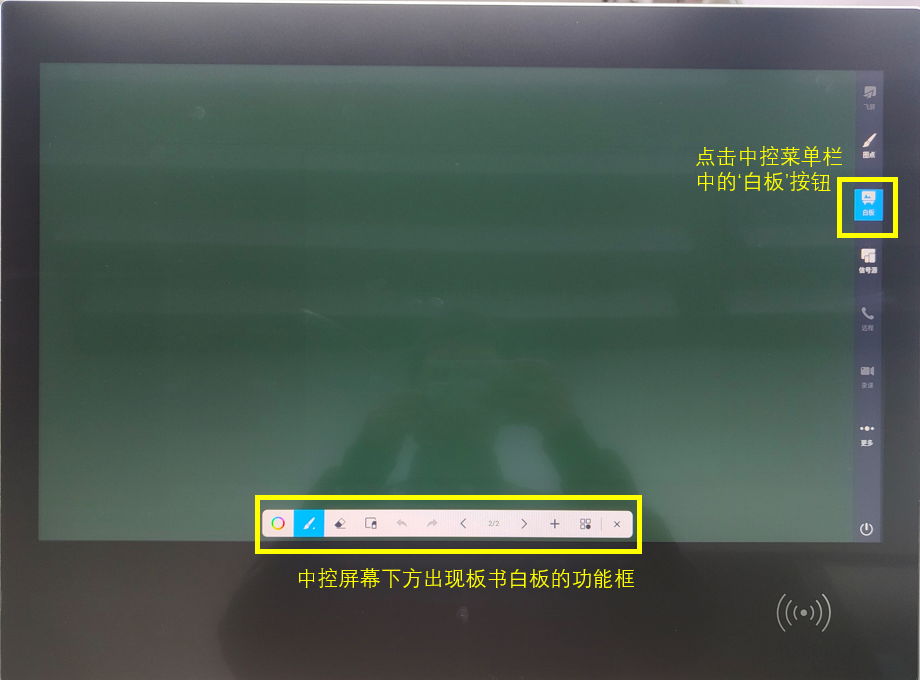 飞屏
圈点
点击中控菜单栏
中的‘白板’按钮
白板
信号源
远程
录课
更多
2/2
中控屏幕下方出现板书白板的功能框